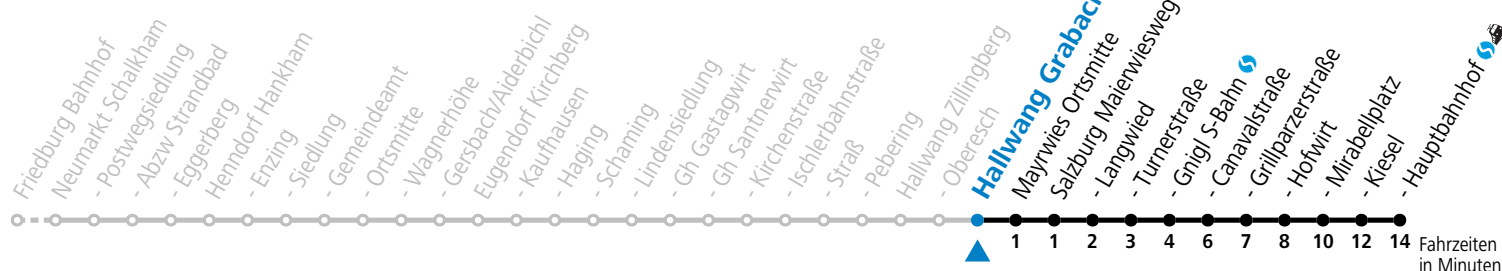 Friedburg Bahnhof
Neumarkt Schalkham
- Postwegsiedlung
- Abzw Strandbad
- Eggerberg
Henndorf Hankham
- Enzing
Siedlung
- Gemeindeamt
- Ortsmitte
- Wagnerhöhe
- Gersbach/Aiderbichl
Eugendorf Kirchberg
- Kaufhausen
- Haging
- Schaming
- Lindensiedlung
- Gh Gastagwirt
- Gh Santnerwirt
- Kirchenstraße
- Ischlerbahnstraße
- Straß
- Pebering
Hallwang Zillingberg
- Oberesch
Hallwang Grabach
Mayrwies Ortsmitte
Salzburg Maierwiesweg
- Langwied
- Turnerstraße
- Gnigl S-Bahn
- Canavalstraße
- Grillparzerstraße
- Hofwirt
- Mirabellplatz
- Kiesel
- Hauptbahnhof
1 1 2 3 4 6 7 8 10 12 14 Fahrzeiten
in Minuten